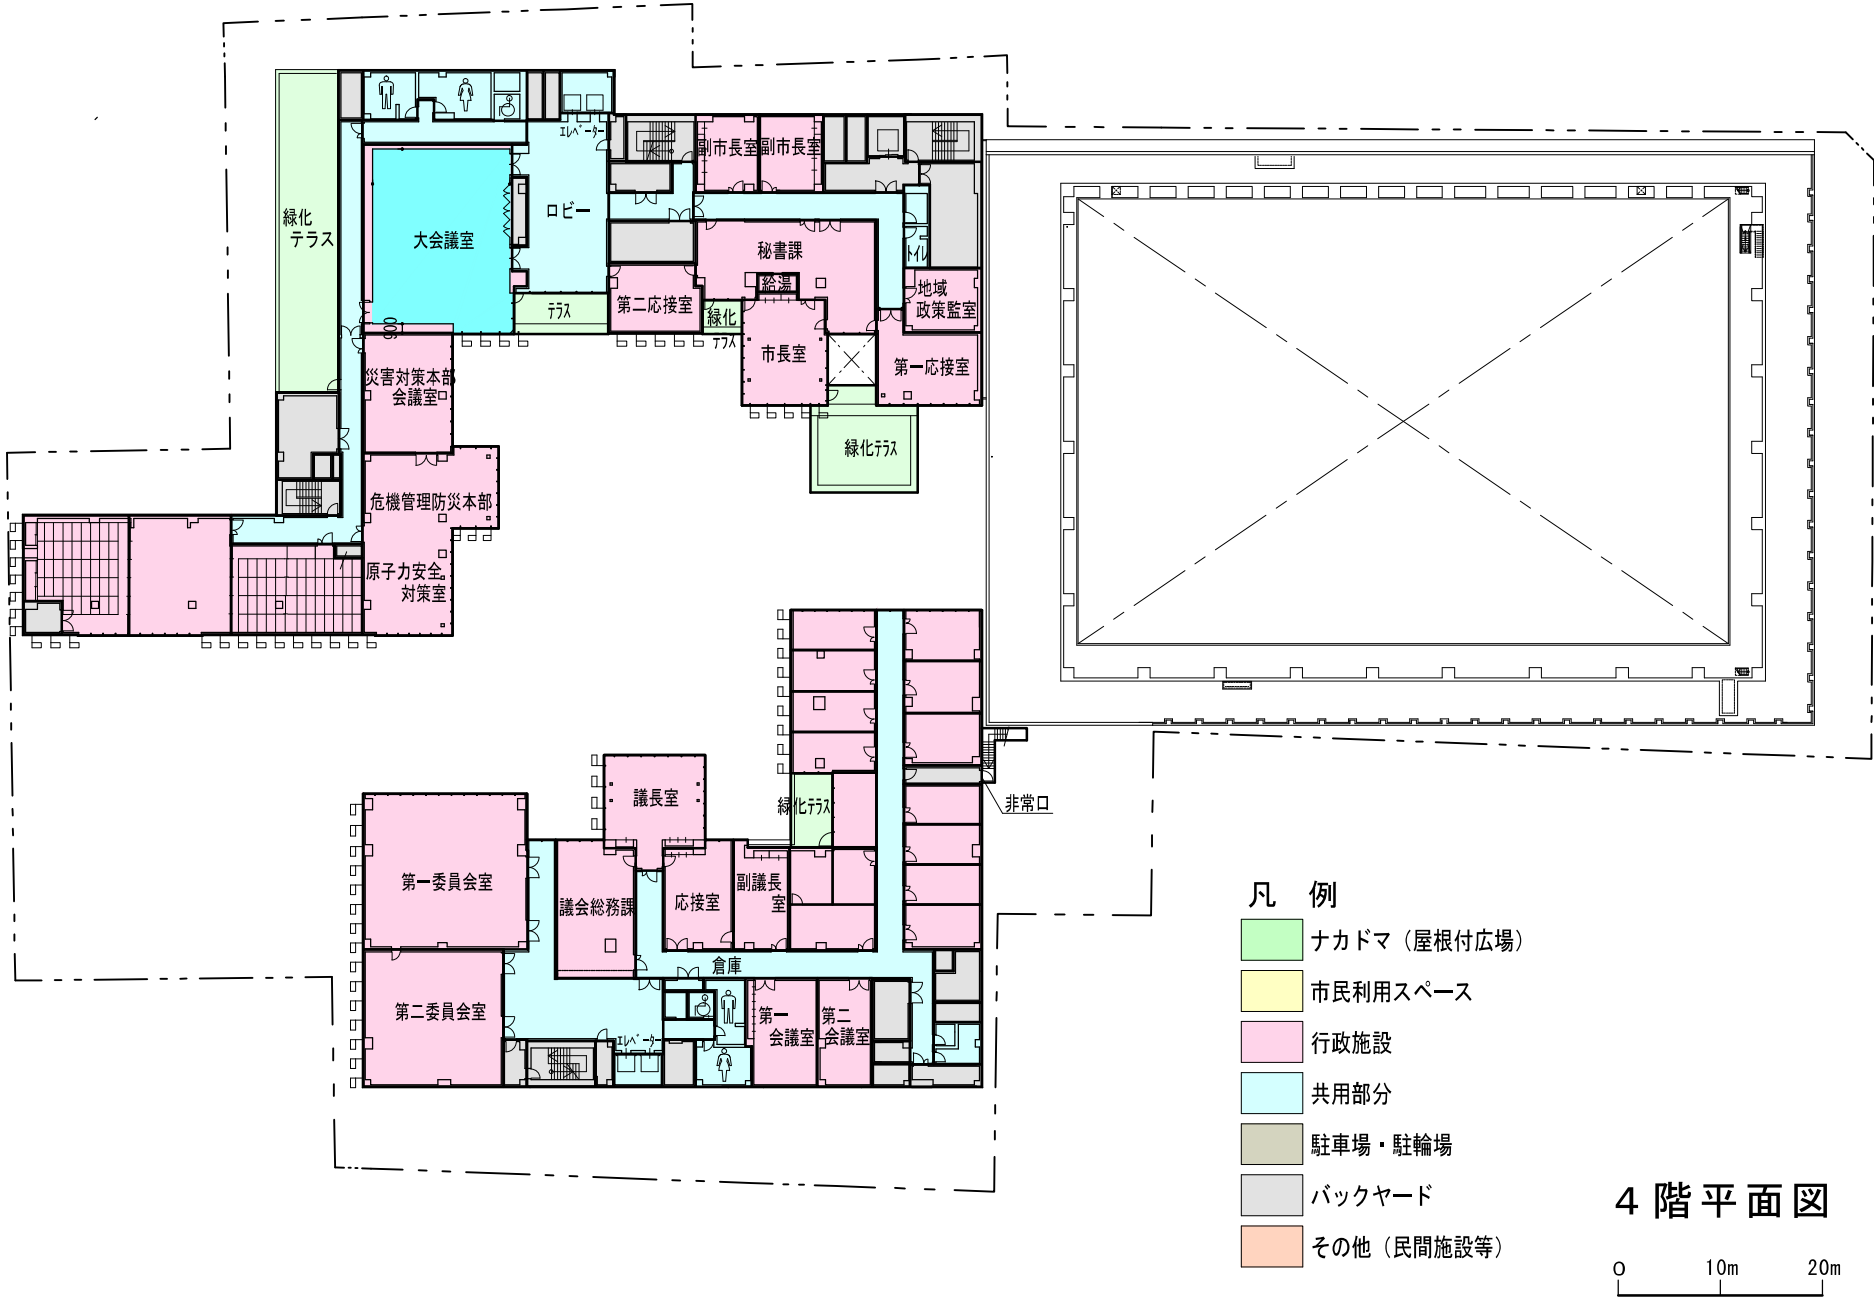 エレベーター
副市長室
副市長室
緑化
テラス
大会議室
ロビー
秘書課
トイレ
給湯
地域
政策監室
第二応接室
テラス
緑化
テラス
900
市長室
第一応接室
災害対策本部
会議室
緑化テラス
危機管理防災本部
原子力安全
対策室
議長室
緑化テラス
非常口
第一委員会室
議会総務課
応接室
副議長
室
倉庫
第二委員会室
エレベーター
第一
会議室
第二
会議室
凡 例
ナカドマ（屋根付広場）
市民利用スペース
行政施設
共用部分
駐車場・駐輪場
バックヤード
その他（民間施設等）
４階平面図
0 10m 20m